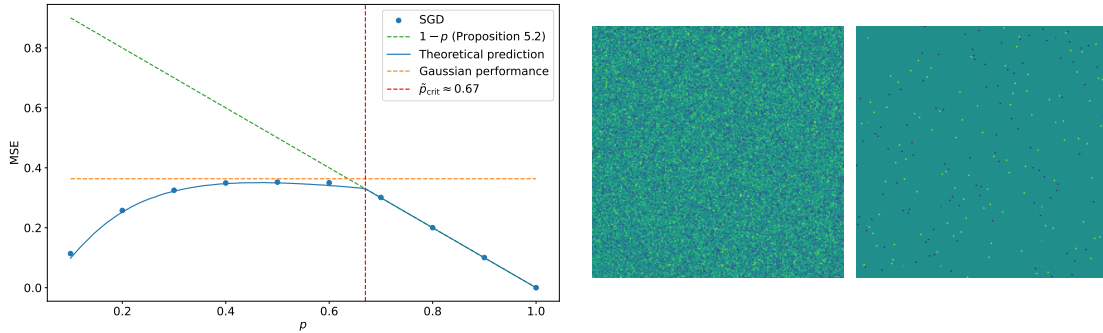 MSE
0.8
0.6
0.4
0.2
0.0
SGD
1 − p (Proposition 5.2)
Theoretical prediction
Gaussian performance
p̃crit ≈ 0.67
0.2 0.4 0.6 0.8 1.0
p